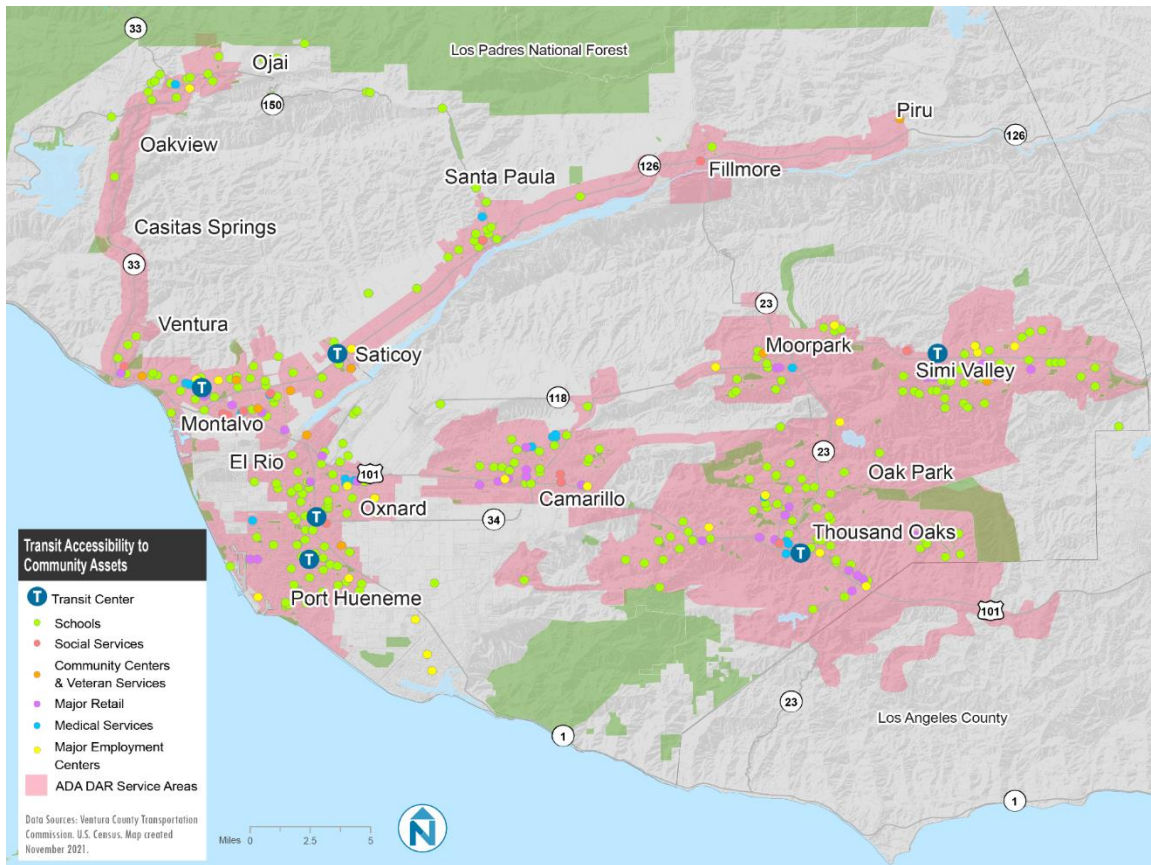 33
Los Padres National Forest
Ojai
150
Piru
Oakview
126
126
Santa Paula
Fillmore
Casitas Springs
33
23
Ventura
Moorpark
T
Saticoy
T
Simi Valley
T
118
Montalvo
23
El Rio
101
Oak Park
Camarillo
Oxnard
34
T
Thousand Oaks
T
T
Port Hueneme
101
23
Los Angeles County
1
1
Transit Accessibility to
Community Assets
T Transit Center
Schools
Social Services
Community Centers
& Veteran Services
Major Retail
Medical Services
Major Employment
Centers
ADA DAR Service Areas
Data Sources: Ventura County Transportation
Commission. U.S. Census. Map created
November 2021.
Miles 0 2.5 5
N